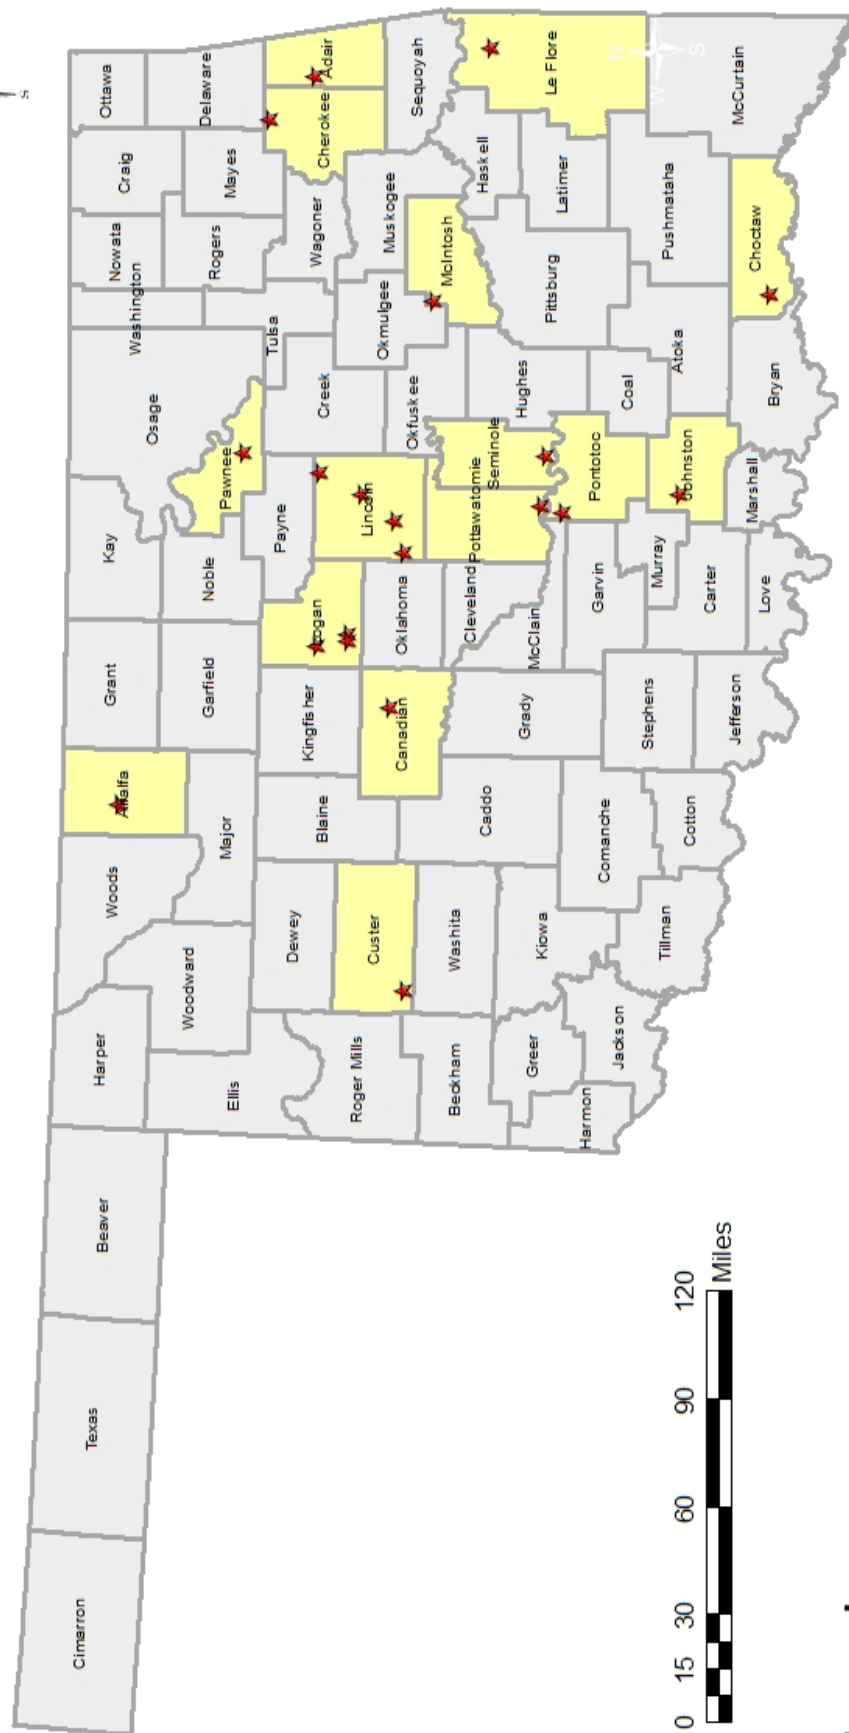 Cimarron
Texas
Beaver
Harper
Woods
Alfalfa
Grant
Kay
Osage
Washington
Nowata
Craig
Ottawa
Ellis
Woodward
Major
Garfield
Noble
Pawnee
Rogers
Mayes
Delaware
Roger Mills
Dewey
Blaine
Kingfisher
Logan
Payne
Creek
Tulsa
Wagoner
Cherokee
Adair
Beckham
Custer
Canadian
Oklahoma
Lincoln
Okfuskee
Okmulgee
Muskogee
Sequoyah
Washita
Caddo
Grady
McClain
Cleveland
Pottawatomie
Seminole
Hughes
McIntosh
Haskell
Harmon
Greer
Kiowa
Comanche
Stephens
Garvin
Pontotoc
Coal
Pittsburg
Latimer
Le Flore
Jackson
Tillman
Cotton
Jefferson
Carter
Murray
Johnston
Atoka
Pushmataha
McCurtain
Love
Marshall
Bryan
Choctaw
N
W
S
s
0 15 30 60 90 120
Miles